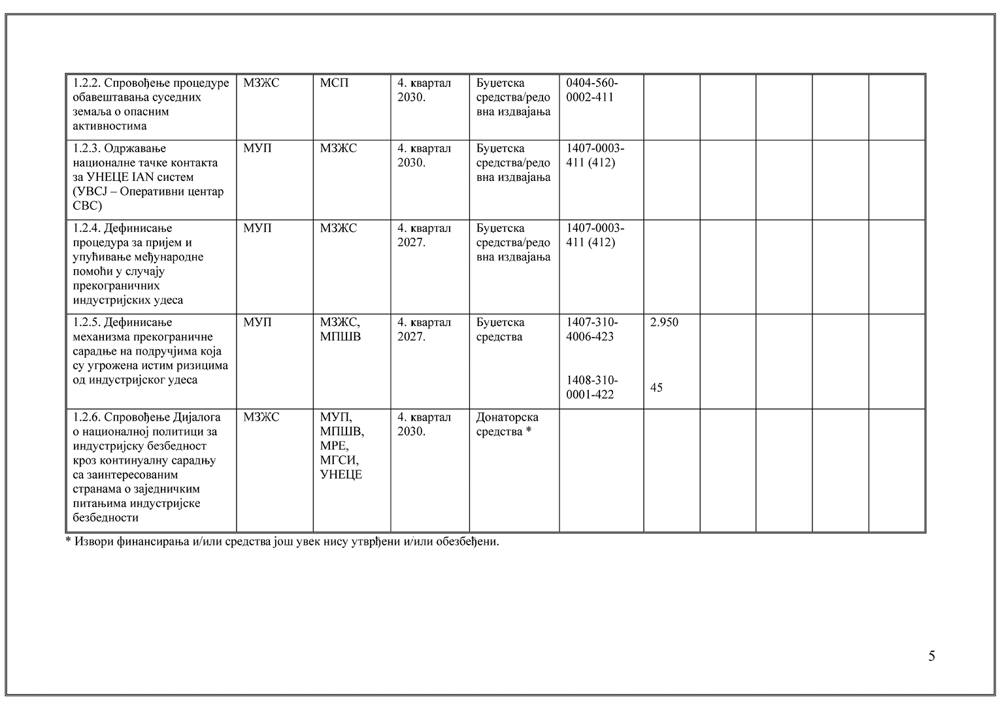 1.2.2. Спровођење процедуре
обавештавања суседних
земаља о опасним
активностима
МЗЖС
МСП
4. квартал
2030.
Буџетска
средства/редо
вна издвајања
0404-560-
0002-411
1.2.3. Одржавање
националне тачке контакта
за УНЕЦЕ IAN систем
(УВСЈ – Оперативни центар
СВС)
МУП
МЗЖС
4. квартал
2030.
Буџетска
средства/редо
вна издвајања
1407-0003-
411 (412)
1.2.4. Дефинисање
процедура за пријем и
упућивање међународне
помоћи у случају
прекограничних
индустријских удеса
МУП
МЗЖС
4. квартал
2027.
Буџетска
средства/редо
вна издвајања
1407-0003-
411 (412)
1.2.5. Дефинисање
механизма прекограничне
сарадње на подручјима која
су угрожена истим ризицима
од индустријског удеса
МУП
МЗЖС,
МПШВ
4. квартал
2027.
Буџетска
средства
1407-310-
4006-423
1408-310-
0001-422
2.950
45
1.2.6. Спровођење Дијалога
о националној политици за
индустријску безбедност
кроз континуалну сарадњу
са заинтересованим
странама о заједничким
питањима индустријске
безбедности
МЗЖС
МУП,
МПШВ,
МРЕ,
МГСИ,
УНЕЦЕ
4. квартал
2030.
Донаторска
средства *
* Извори финансирања и/или средства још увек нису утврђени и/или обезбеђени.
5